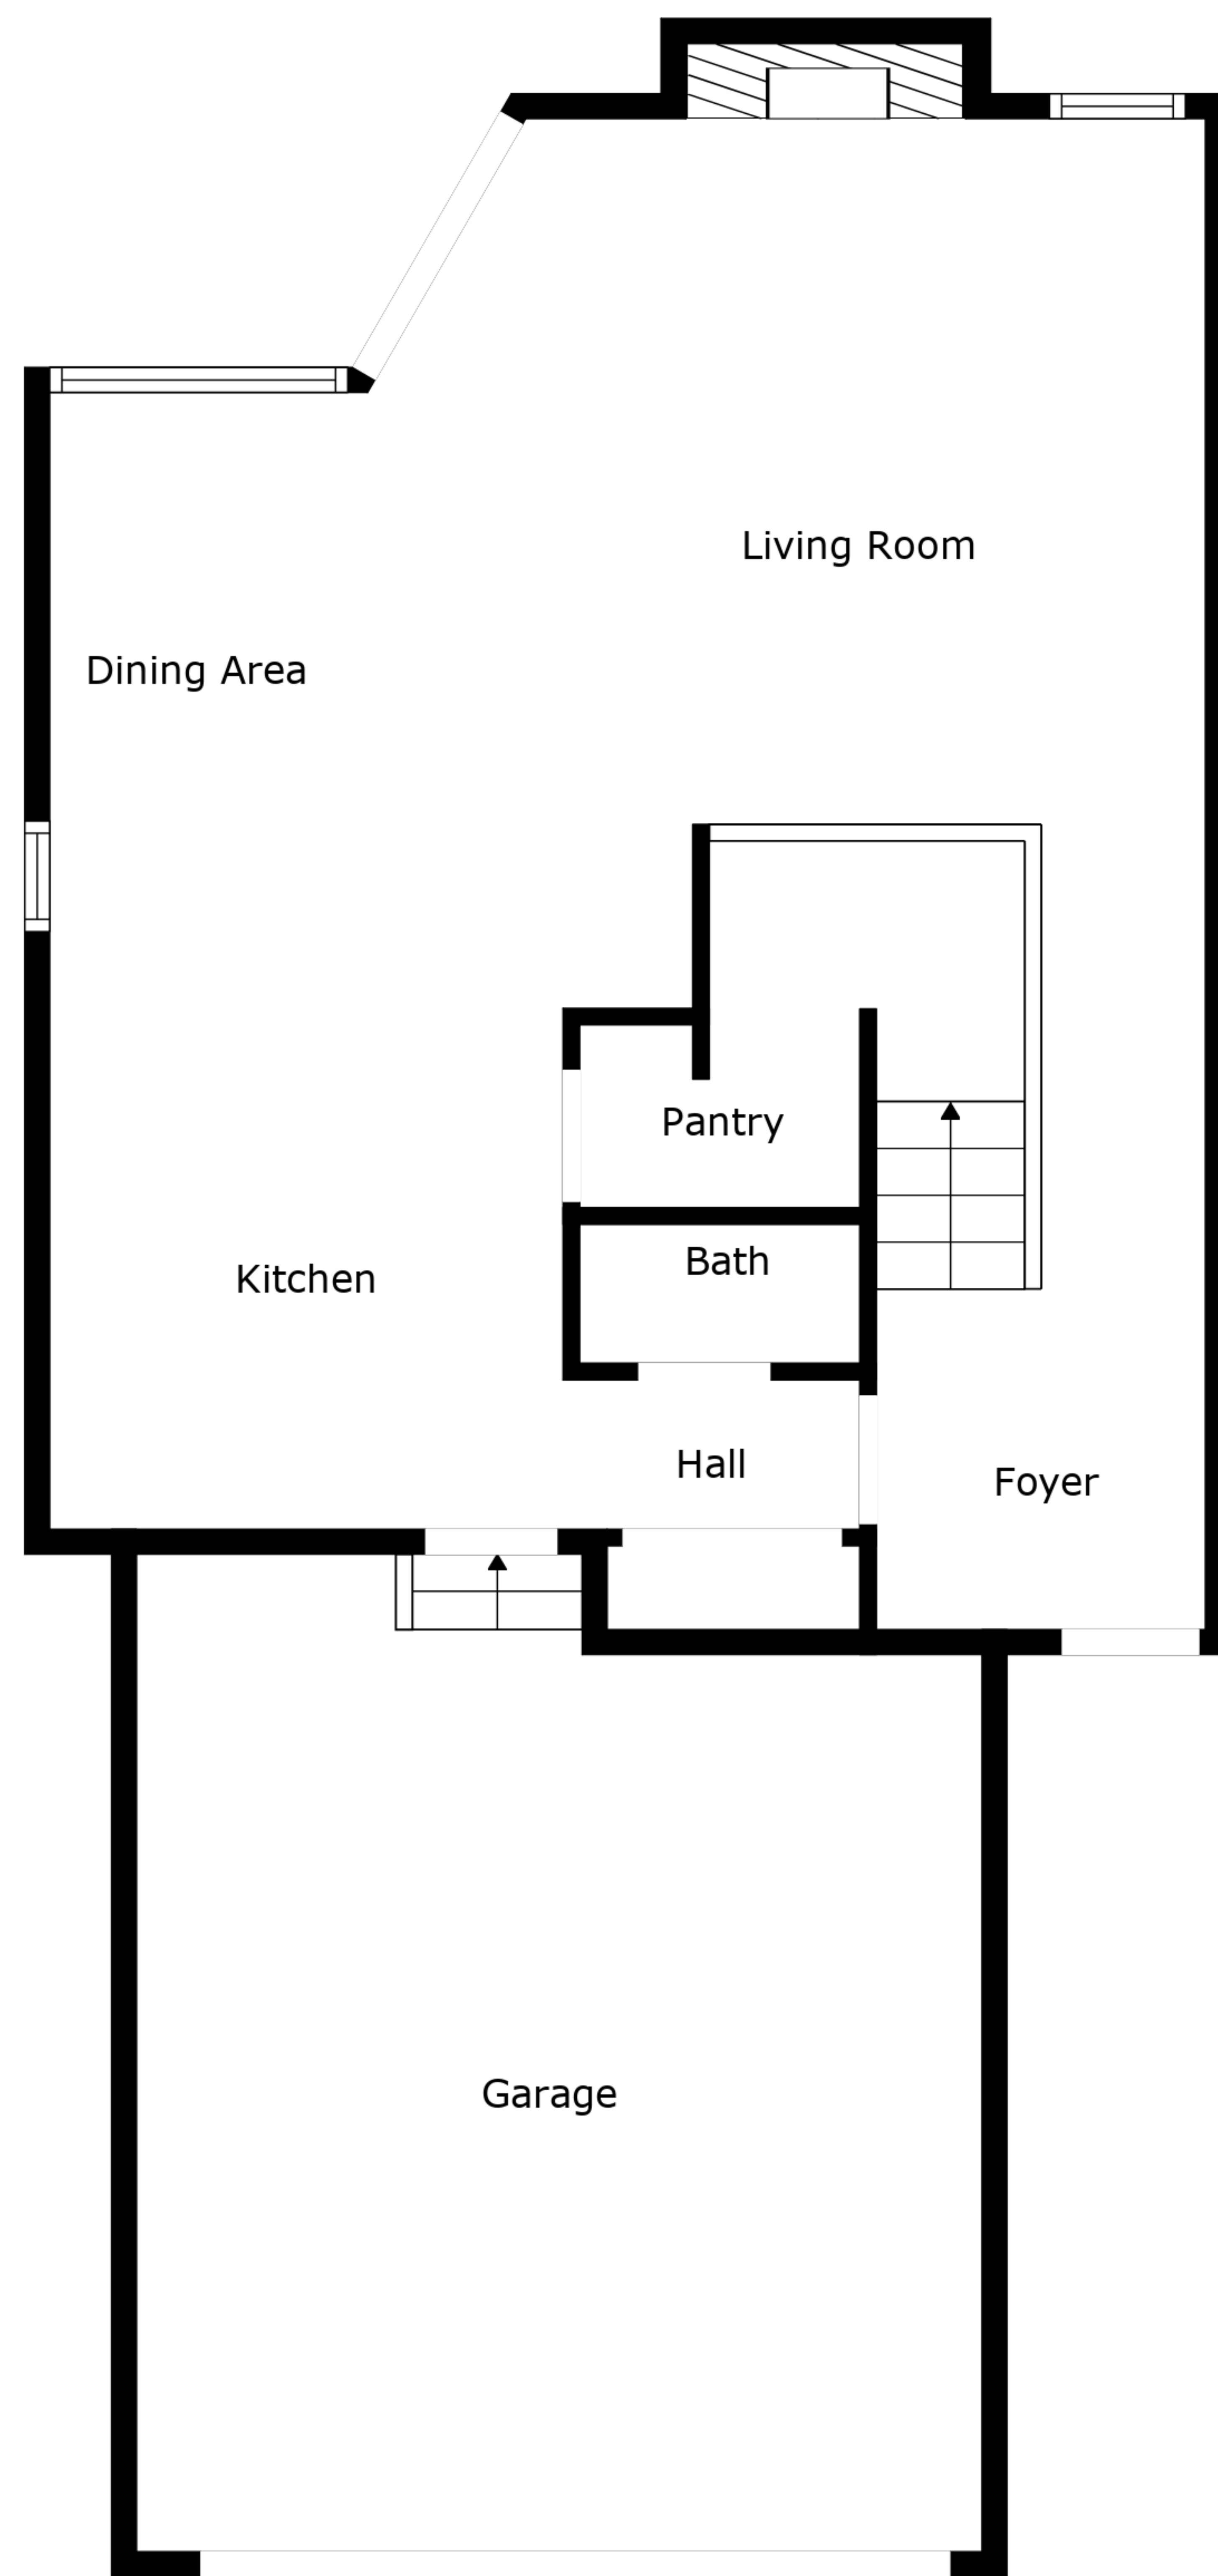 Living Room
Dining Area
Pantry
Bath
Kitchen
Hall
Foyer
Garage